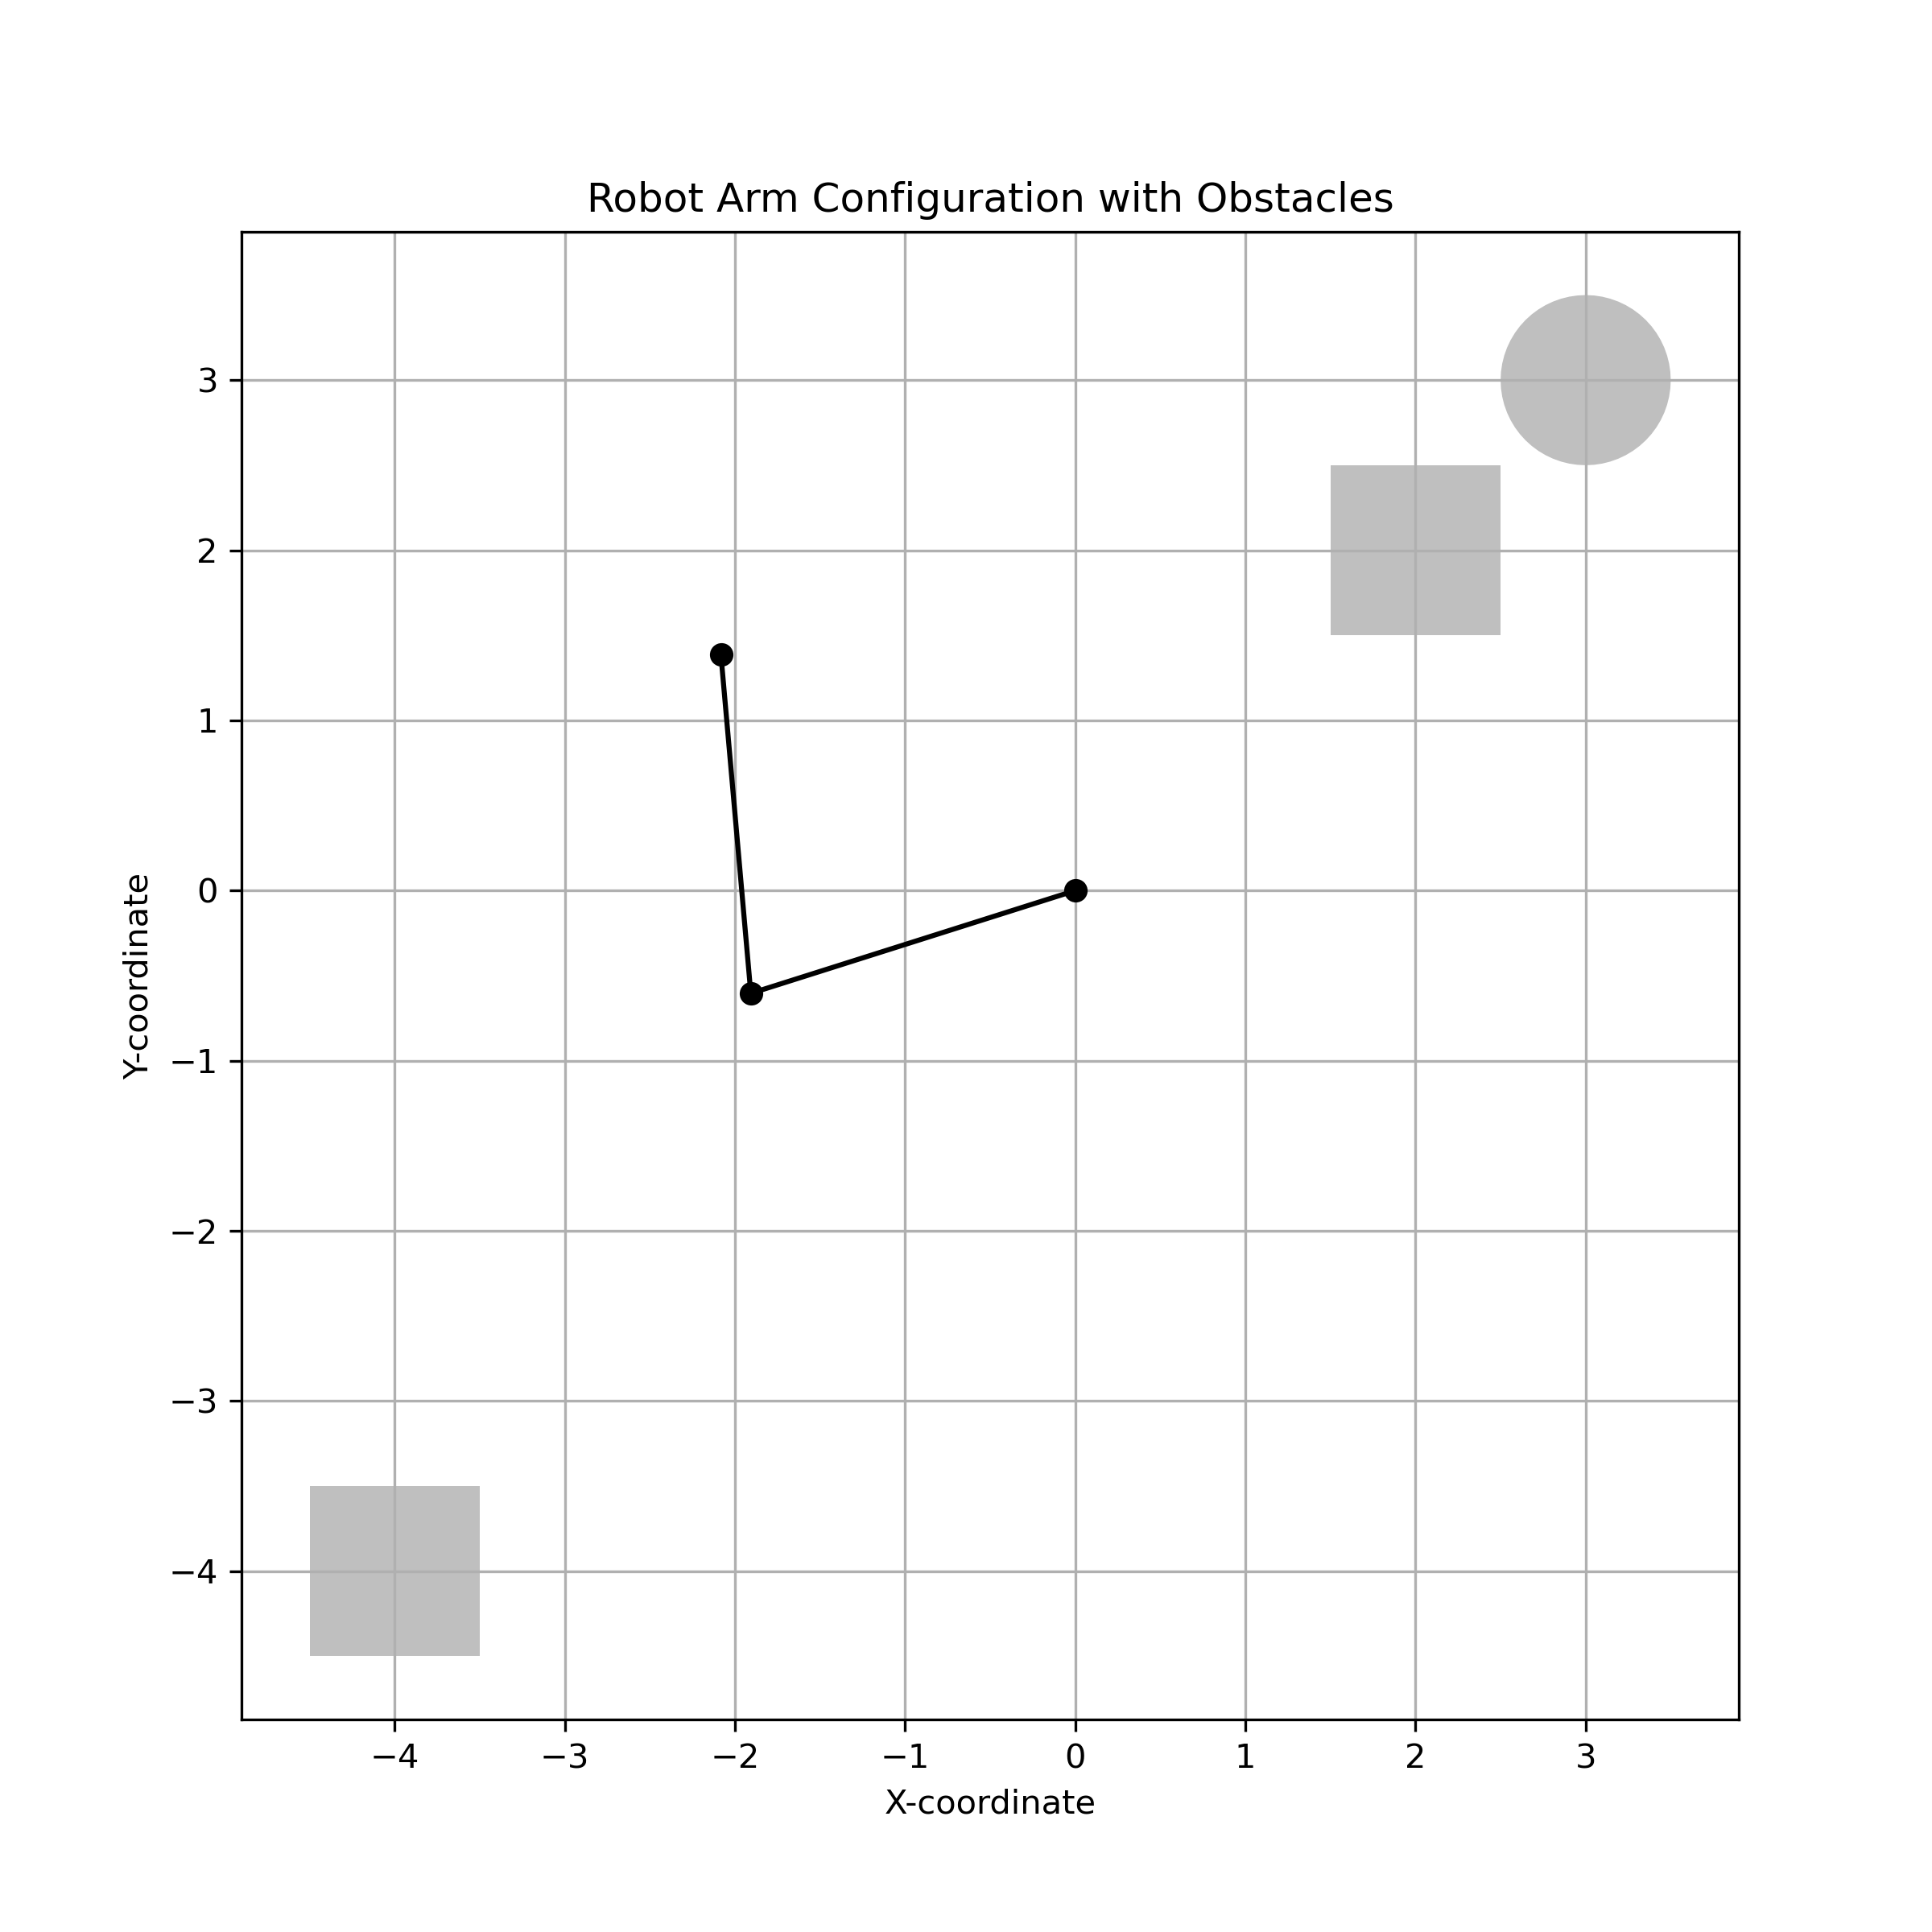 Robot Arm Configuration with Obstacles
3
2
1
0
−1
−2
−3
−4
Y-coordinate
−4 −3 −2 −1 0 1 2 3
X-coordinate